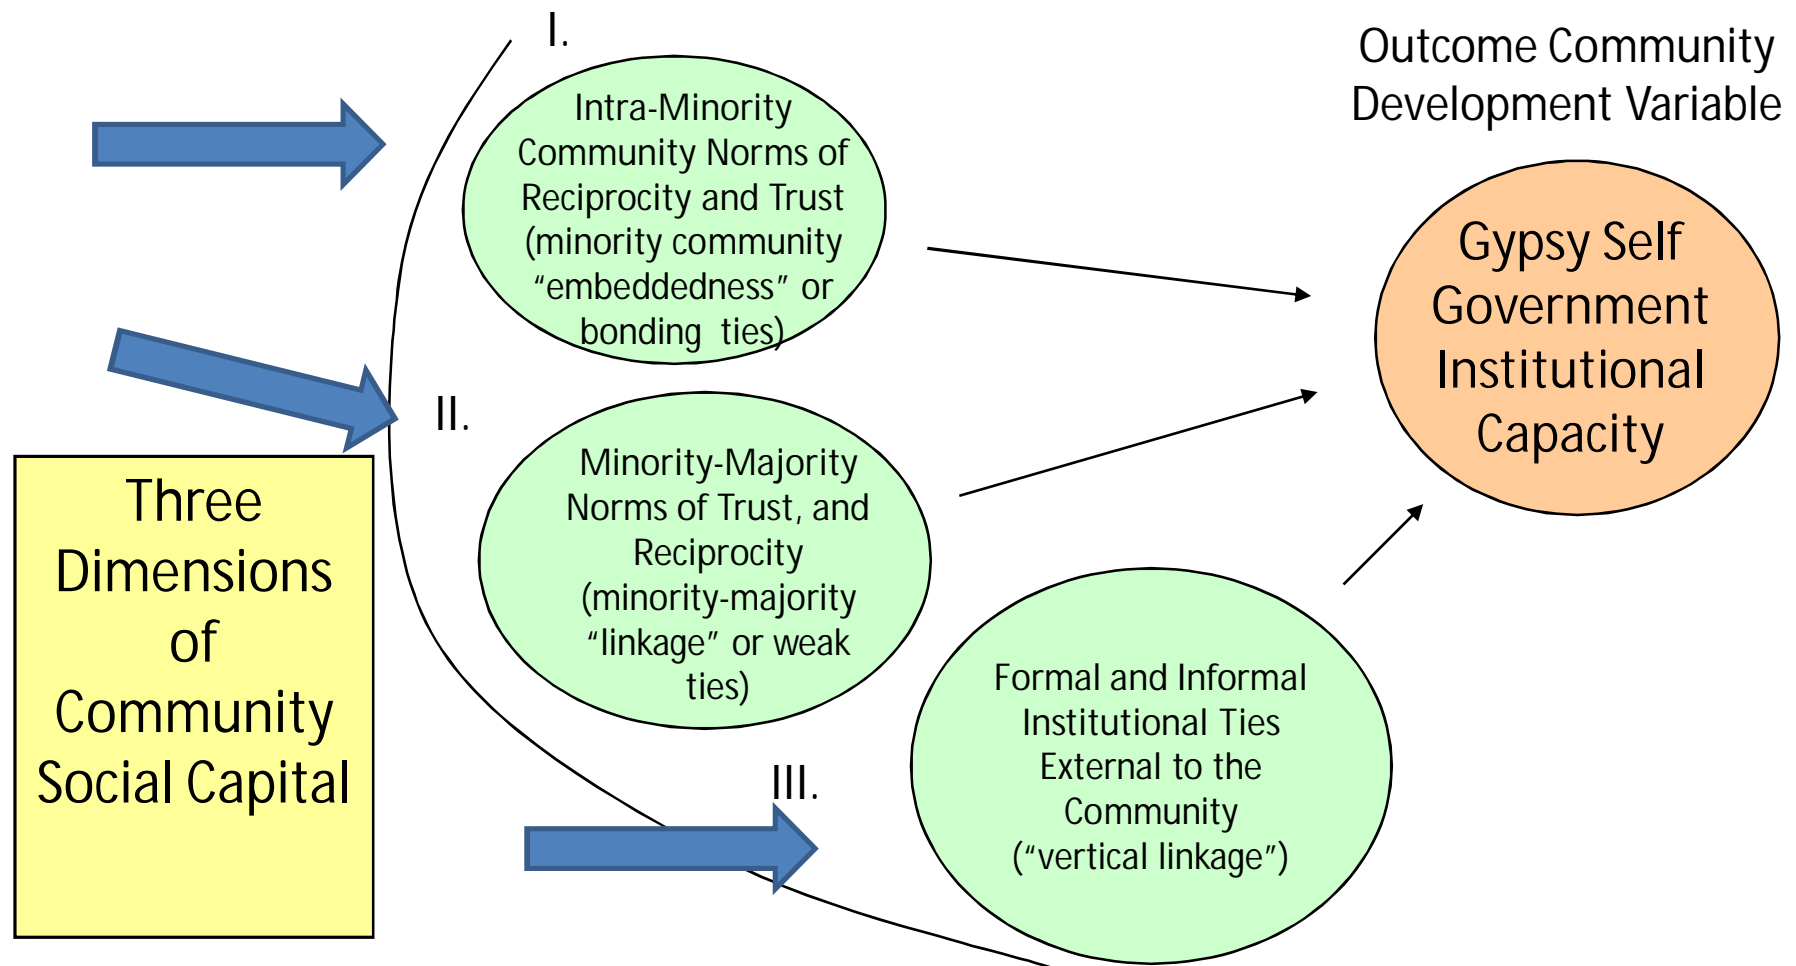 I.
Intra-Minority
Community Norms of
Reciprocity and Trust
(minority community
“embeddedness” or
bonding ties)
Outcome Community
Development Variable
Gypsy Self
Government
Institutional
Capacity
II.
Minority-Majority
Norms of Trust, and
Reciprocity
(minority-majority
“linkage” or weak
ties)
Three
Dimensions
of
Community
Social Capital
III.
Formal and Informal
Institutional Ties
External to the
Community
(“vertical linkage”)